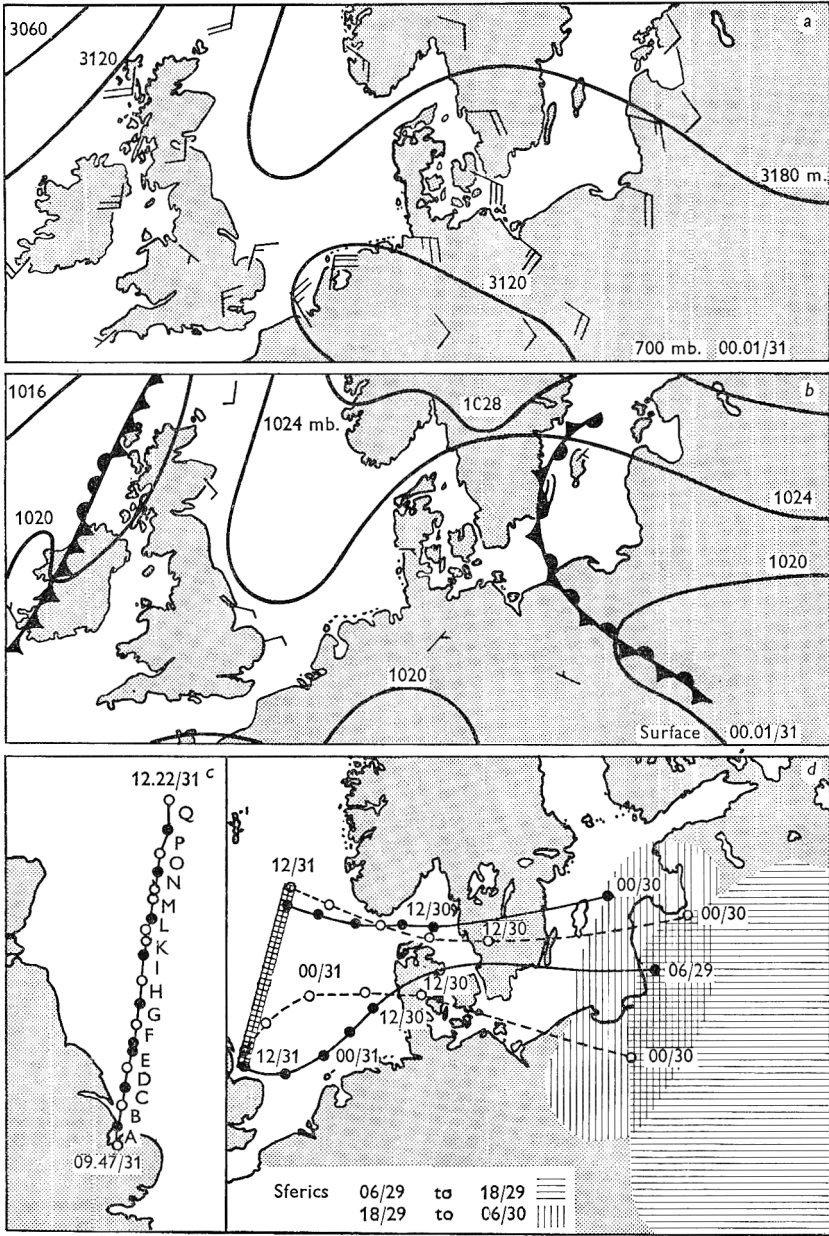 a
3060
3120
3180 m.
3120
700 mb. 00.01/31
b
1016
1028
1024 mb.
1024
1020
1020
1020
Surface 00.01/31
c
12.22/31
Q
P
O
N
M
L
K
I
H
G
F
E
D
C
B
A
09.47/31
d
12/31
12/30
00/30
12/30
00/30
06/29
00/31
12/30
12/30
12/31
00/31
00/30
Sferics 06/29 to 18/29
18/29 to 06/30